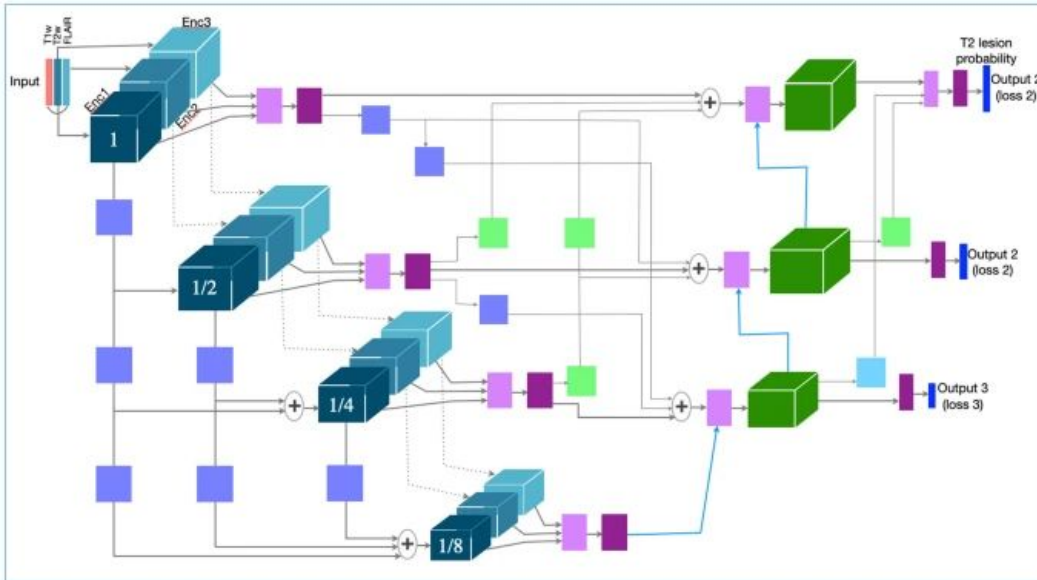 T1w
T2w
FLAIR
Enc3
Input
Enc1
Enc2
1
+
T2 lesion
probability
Output 2
(loss 2)
1/2
+
Output 2
(loss 2)
1/4
+
+
Output 3
(loss 3)
1/8
+